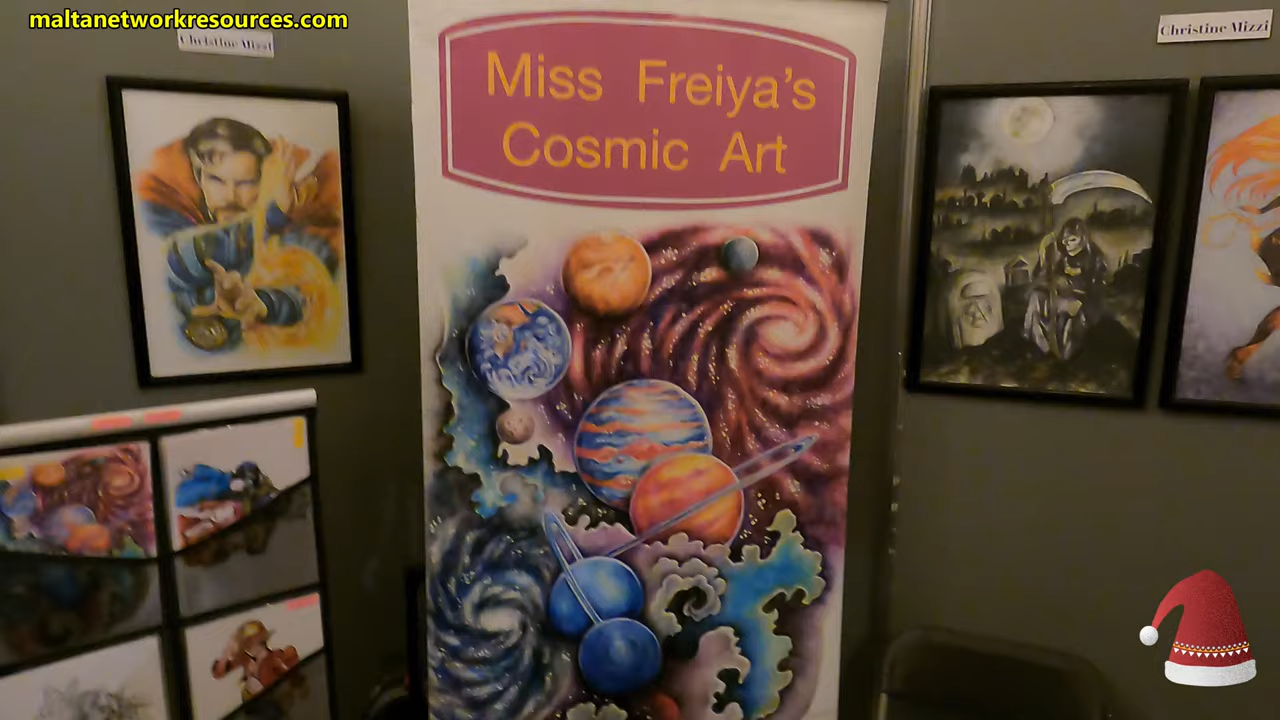 maltanetworkresources.com
Christine Mizzi
Christine Mizzi
Miss Freiya's
Cosmic Art